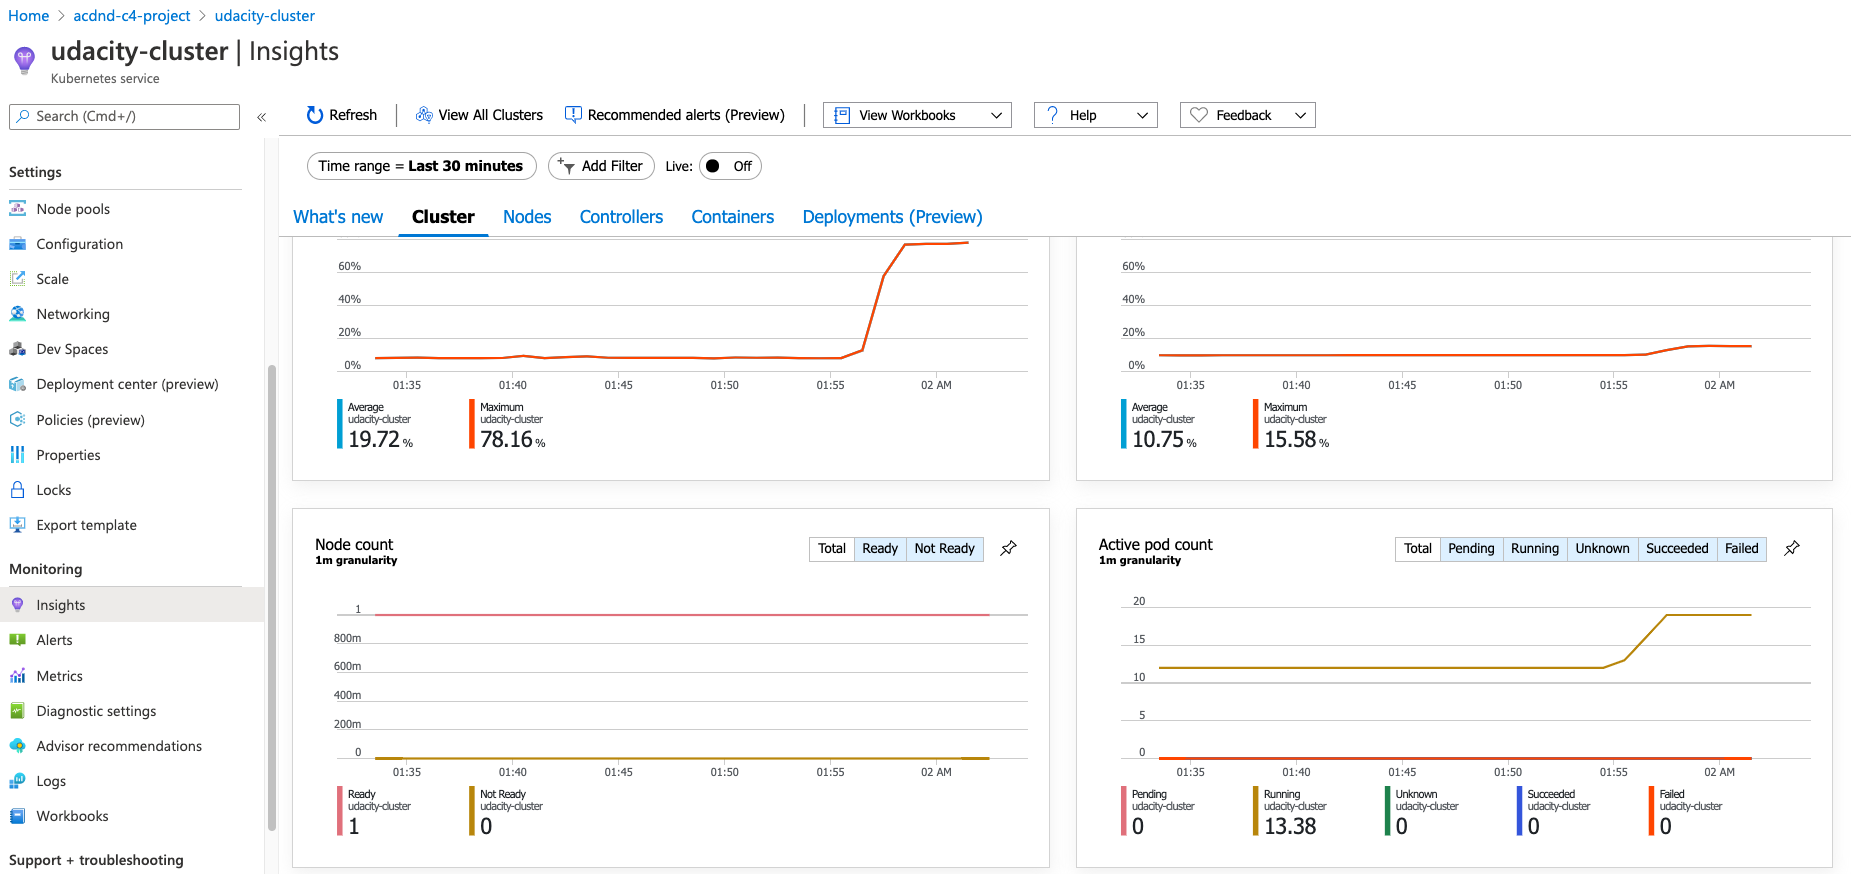 Home > acdnd-c4-project > udacity-cluster
udacity-cluster | Insights
Kubernetes service
Search (Cmd+/)
«
Settings
Node pools
Configuration
Scale
Networking
Dev Spaces
Deployment center (preview)
Policies (preview)
Properties
Locks
Export template
Monitoring
Insights
Alerts
Metrics
Diagnostic settings
Advisor recommendations
Logs
Workbooks
Support + troubleshooting
Refresh | View All Clusters Recommended alerts (Preview) | View Workbooks Help Feedback
Time range = Last 30 minutes Add Filter Live: Off
What's new Cluster Nodes Controllers Containers Deployments (Preview)
60%
40%
20%
0%
01:35 01:40 01:45 01:50 01:55 02 AM
Average Maximum
udacity-cluster udacity-cluster
19.72 % 78.16 %
60%
40%
20%
0%
01:35 01:40 01:45 01:50 01:55 02 AM
Average Maximum
udacity-cluster udacity-cluster
10.75 % 15.58 %
Node count
1m granularity
Total Ready Not Ready
1
800m
600m
400m
200m
0
01:35 01:40 01:45 01:50 01:55 02 AM
Ready Not Ready
udacity-cluster udacity-cluster
1 0
Active pod count
1m granularity
Total Pending Running Unknown Succeeded Failed
20
15
10
5
0
01:35 01:40 01:45 01:50 01:55 02 AM
Pending Running Unknown Succeeded Failed
udacity-cluster udacity-cluster udacity-cluster udacity-cluster udacity-cluster
0 13.38 0 0 0